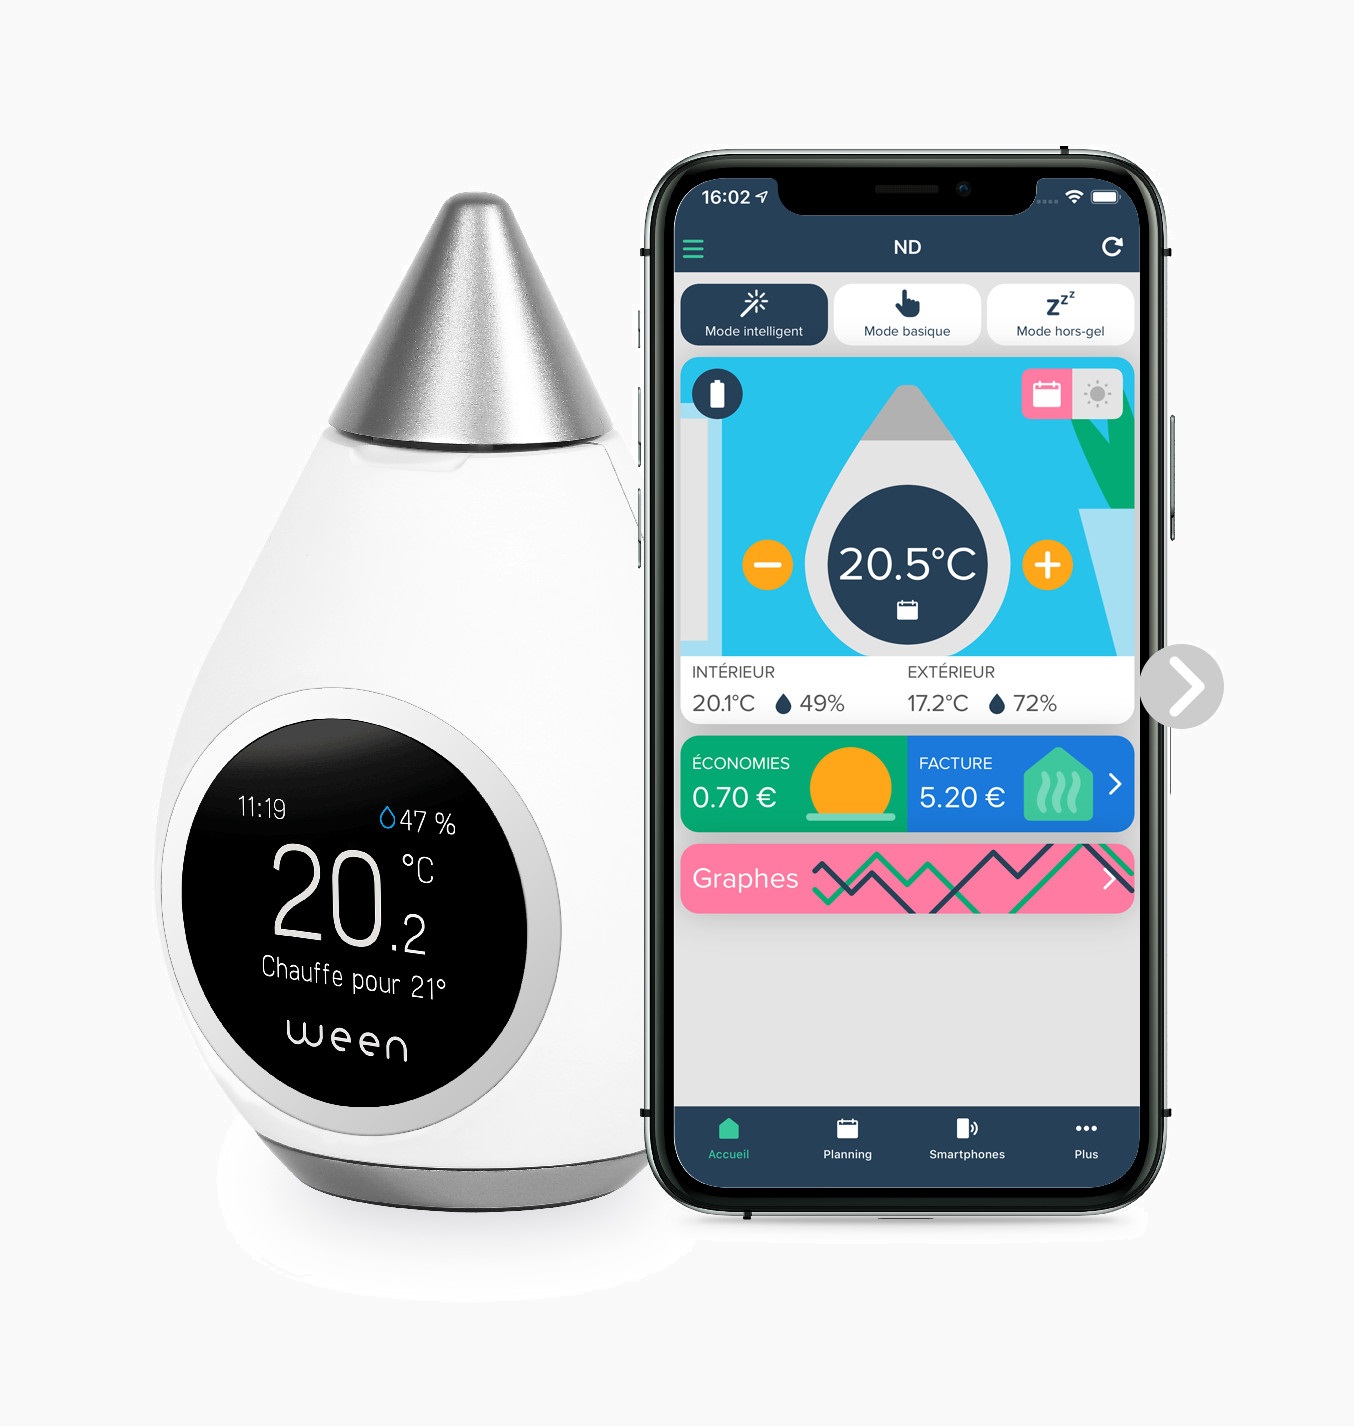 11:19
47 %
20.2 °C
Chauffe pour 21°
ween
16:02
ND
Mode intelligent
Mode basique
zzz
Mode hors-gel
20.5°C
INTÉRIEUR
EXTÉRIEUR
20.1°C 49%
17.2°C 72%
ÉCONOMIES
0.70 €
FACTURE
5.20 €
Graphes
Accueil
Planning
Smartphones
Plus